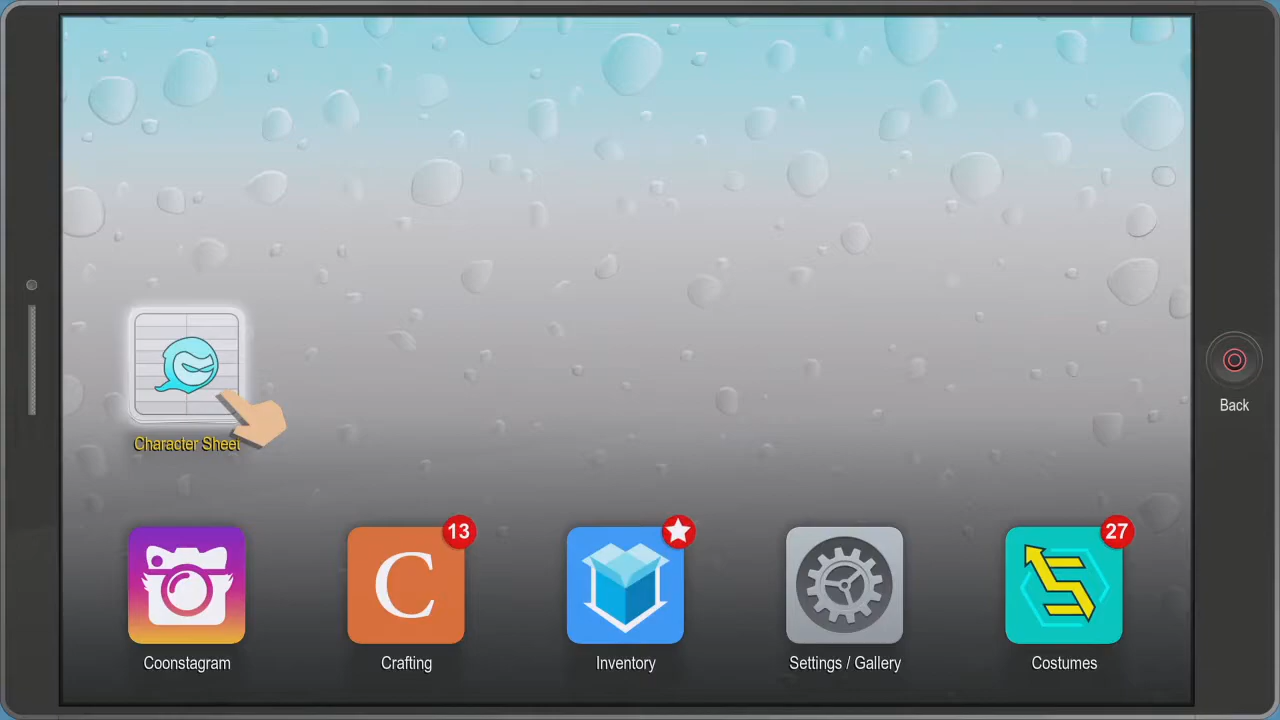 Back
Character Sheet
13
27
C
Coonstagram
Crafting
Inventory
Settings / Gallery
Costumes